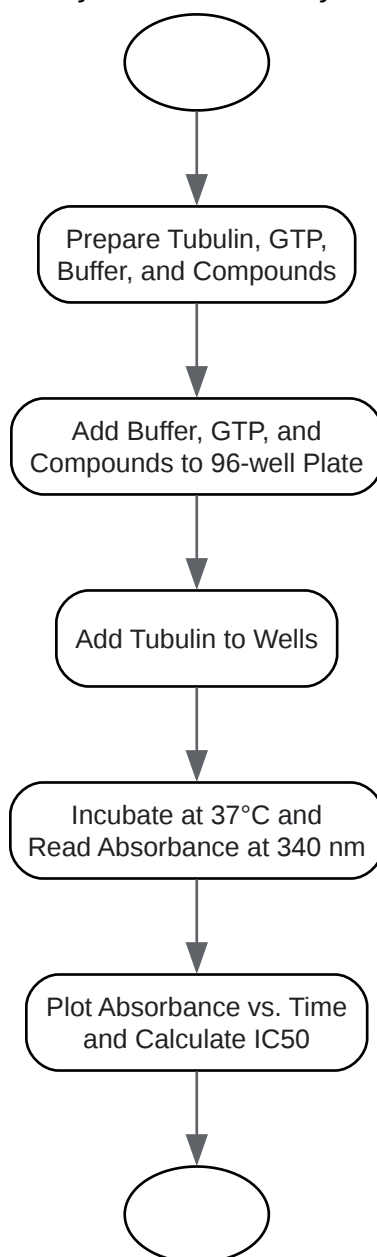 Prepare Tubulin, GTP,
Buffer, and Compounds
Add Buffer, GTP, and
Compounds to 96-well Plate
Add Tubulin to Wells
Incubate at 37°C and
Read Absorbance at 340 nm
Plot Absorbance vs. Time
and Calculate IC50